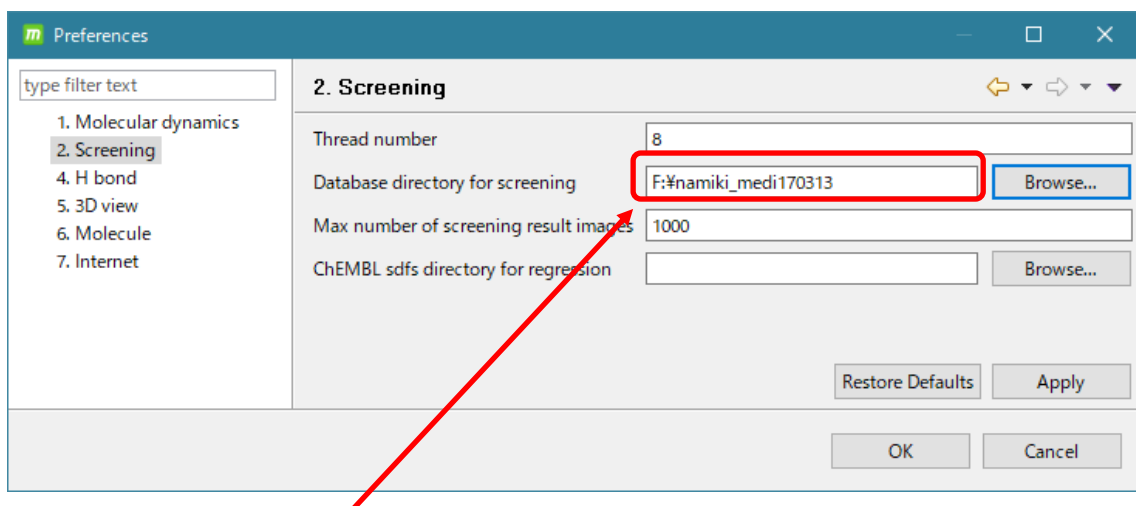 m Preferences
type filter text
1. Molecular dynamics
2. Screening
4. H bond
5. 3D view
6. Molecule
7. Internet
2. Screening
Thread number 8
Database directory for screening F:¥namiki_medi170313 Browse...
Max number of screening result images 1000
ChEMBL sdfs directory for regression Browse...
Restore Defaults Apply
OK Cancel